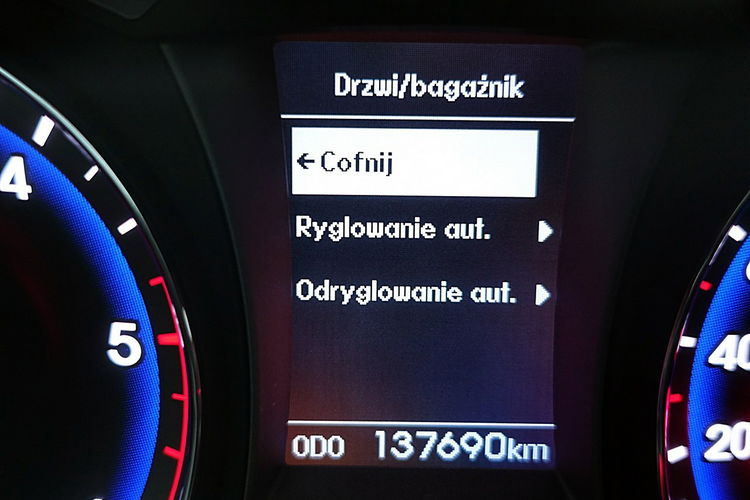 Drzwi/bagażnik
←Cofnij
Ryglowanie aut.
Odryglowanie aut.
ODO 137690km
4
5
40
20